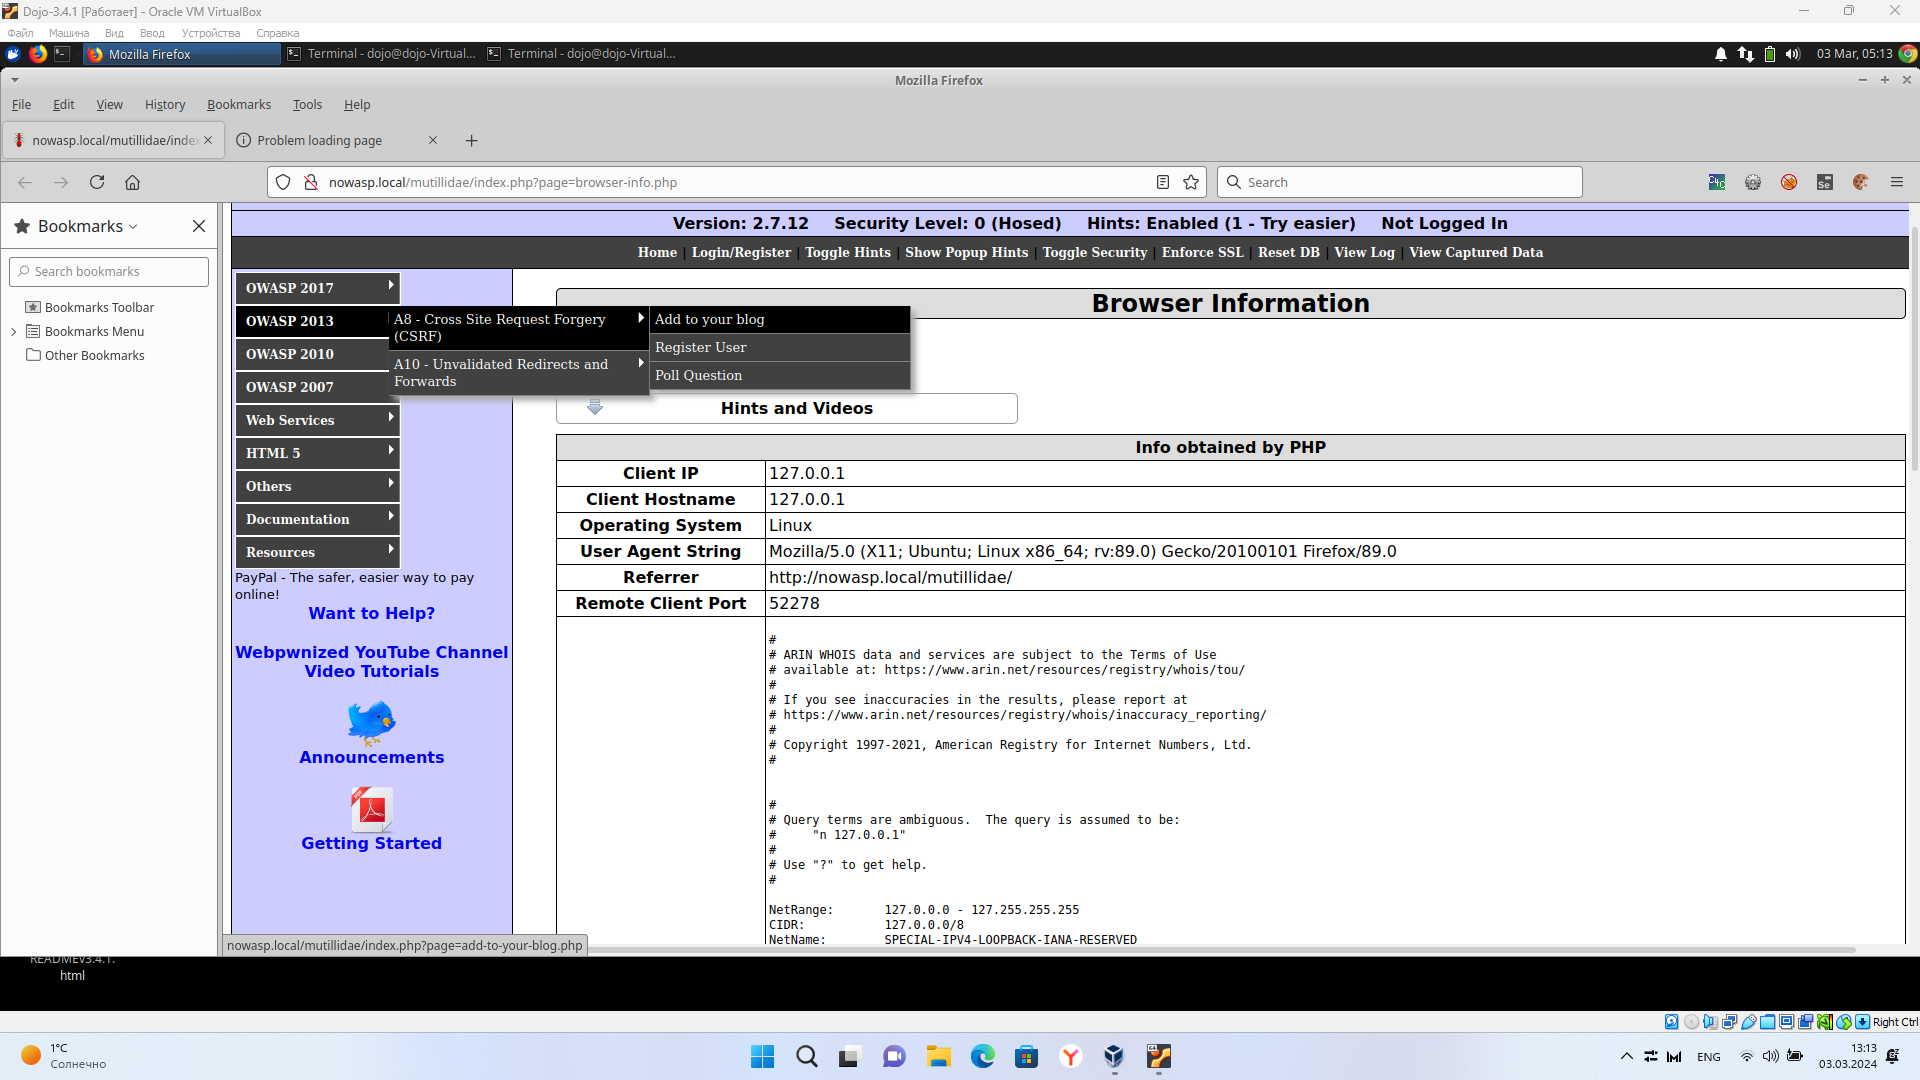 Dojo-3.4.1 [Работает] - Oracle VM VirtualBox
Файл Машина Вид Ввод Устройства Справка
Mozilla Firefox
Terminal - dojo@dojo-Virtual...
Terminal - dojo@dojo-Virtual...
03 Mar, 05:13
Mozilla Firefox
File Edit View History Bookmarks Tools Help
nowasp.local/mutillidae/index
Problem loading page
nowasp.local/mutillidae/index.php?page=browser-info.php
Search
Bookmarks
Search bookmarks
Bookmarks Toolbar
Bookmarks Menu
Other Bookmarks
Version: 2.7.12 Security Level: 0 (Hosed) Hints: Enabled (1 - Try easier) Not Logged In
Home | Login/Register | Toggle Hints | Show Popup Hints | Toggle Security | Enforce SSL | Reset DB | View Log | View Captured Data
OWASP 2017
OWASP 2013
OWASP 2010
OWASP 2007
Web Services
HTML 5
Others
Documentation
Resources
A8 - Cross Site Request Forgery
(CSRF)
A10 - Unvalidated Redirects and
Forwards
Add to your blog
Register User
Poll Question
PayPal - The safer, easier way to pay
online!
Want to Help?
Webpwnized YouTube Channel
Video Tutorials
Announcements
PDF
Getting Started
Browser Information
Hints and Videos
Info obtained by PHP
Client IP 127.0.0.1
Client Hostname 127.0.0.1
Operating System Linux
User Agent String Mozilla/5.0 (X11; Ubuntu; Linux x86_64; rv:89.0) Gecko/20100101 Firefox/89.0
Referrer http://nowasp.local/mutillidae/
Remote Client Port 52278
#
# ARIN WHOIS data and services are subject to the Terms of Use
# available at: https://www.arin.net/resources/registry/whois/tou/
#
# If you see inaccuracies in the results, please report at
# https://www.arin.net/resources/registry/whois/inaccuracy_reporting/
#
# Copyright 1997-2021, American Registry for Internet Numbers, Ltd.
#
#
# Query terms are ambiguous.  The query is assumed to be:
#     "n 127.0.0.1"
#
# Use "?" to get help.
#
NetRange:       127.0.0.0 - 127.255.255.255
CIDR:           127.0.0.0/8
NetName:        SPECIAL-IPV4-LOOPBACK-IANA-RESERVED
nowasp.local/mutillidae/index.php?page=add-to-your-blog.php
READMEv3.4.1.
html
Right Ctrl
1°C
Солнечно
ENG
13:13
03.03.2024